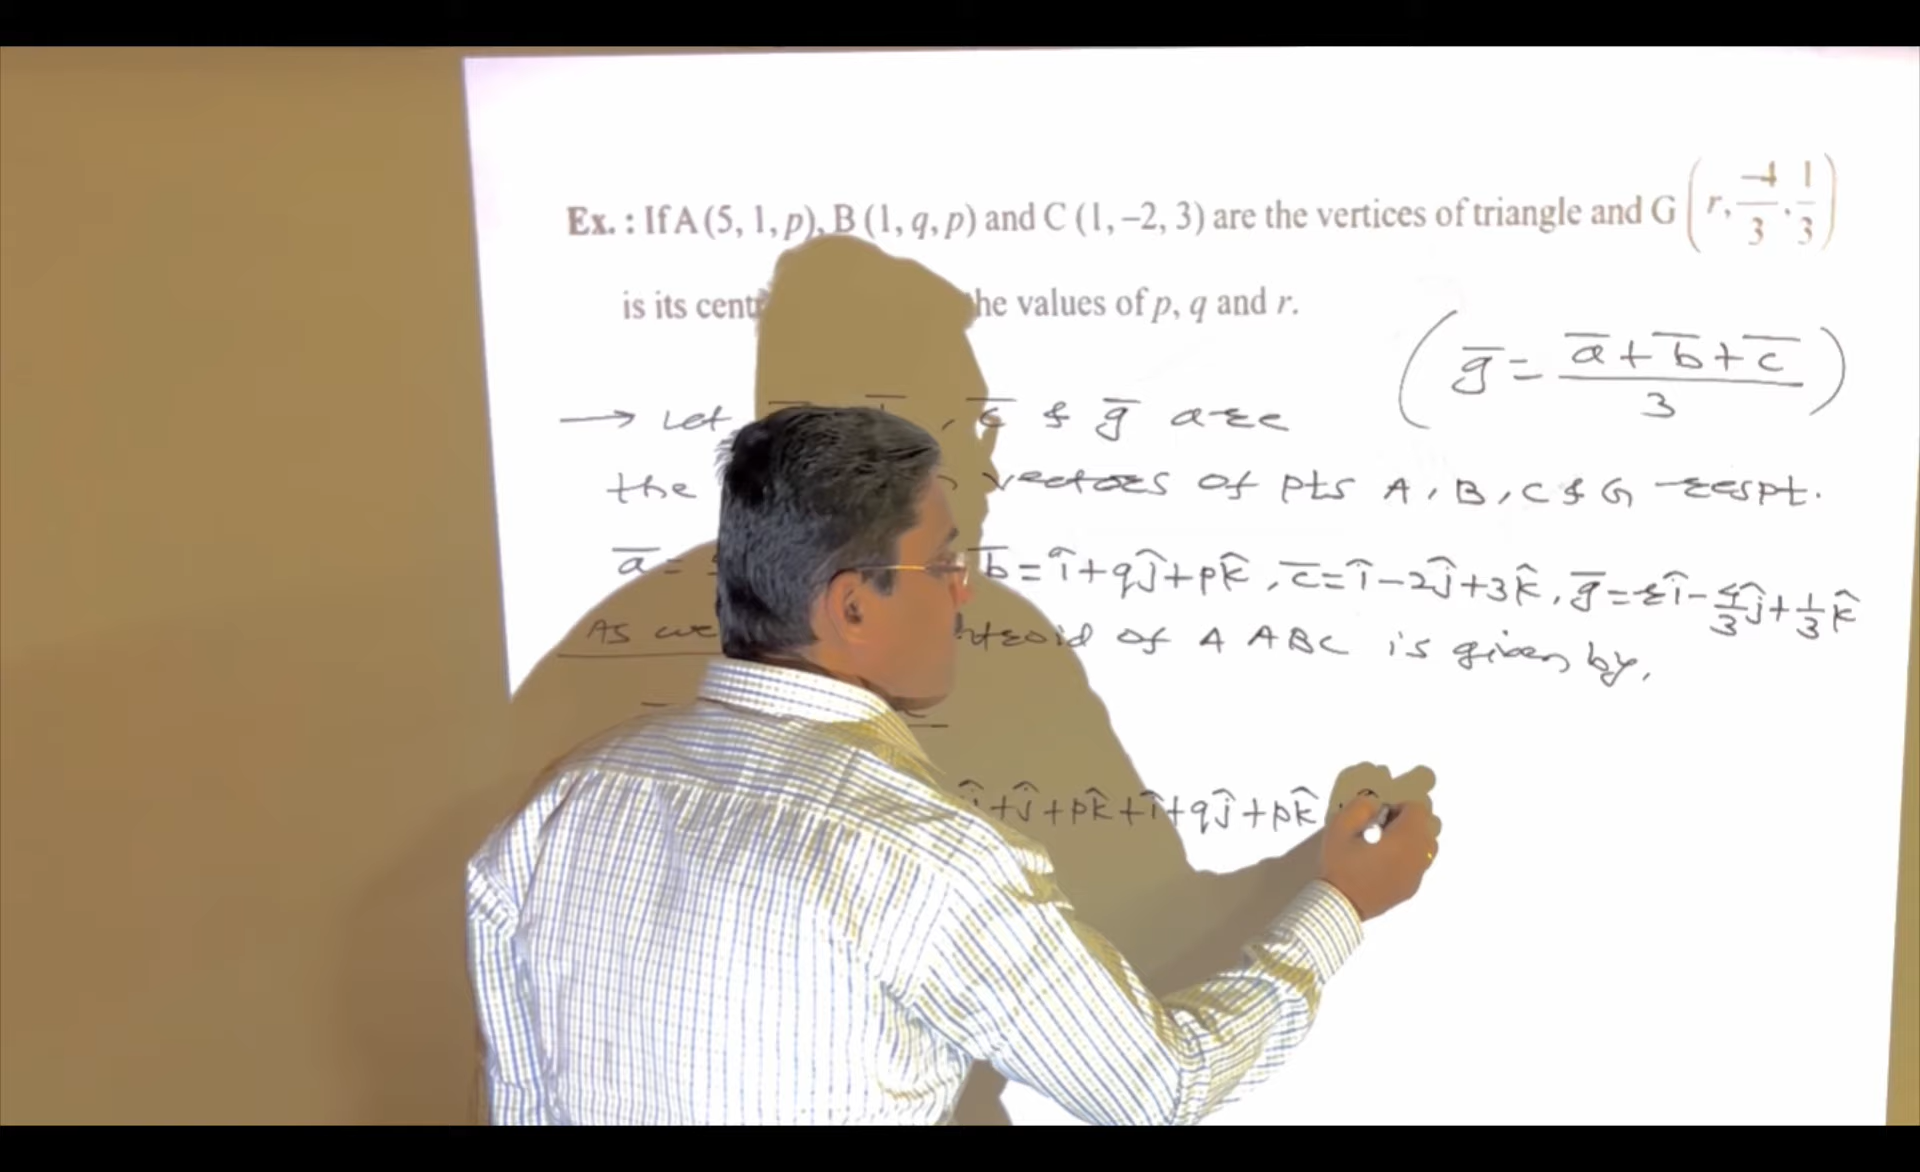 Ex. : If A (5, 1, p), B (1, q, p) and C (1, −2, 3) are the vertices of triangle and G (r, −4/3, 1/3)
is its he values of p, q and r.
(g̅ = (a̅ + b̅ + c̅)/3)
→ Let , c̅ & g̅ are
the vectors of pts A, B, C & G respt.
a̅ = b̅ = î + qĵ + pk̂, c̅ = î − 2ĵ + 3k̂, g̅ = rî − 4/3 ĵ + 1/3 k̂
As we of Δ ABC is given by,
î + ĵ + pk̂ + î + qĵ + pk̂